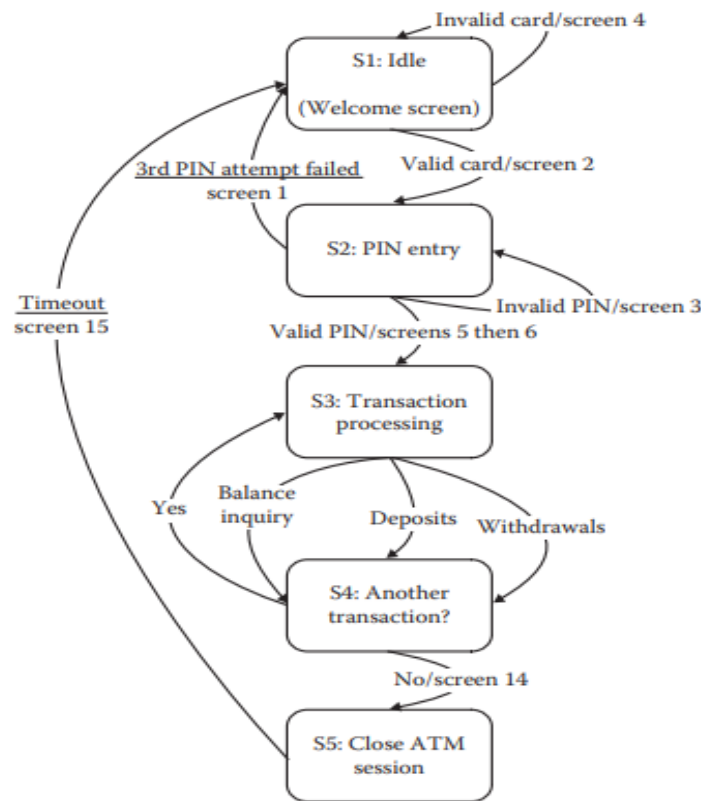 Invalid card/screen 4
S1: Idle
(Welcome screen)
3rd PIN attempt failed
screen 1
Valid card/screen 2
S2: PIN entry
Timeout
screen 15
Invalid PIN/screen 3
Valid PIN/screens 5 then 6
S3: Transaction
processing
Yes
Balance
inquiry
Deposits
Withdrawals
S4: Another
transaction?
No/screen 14
S5: Close ATM
session